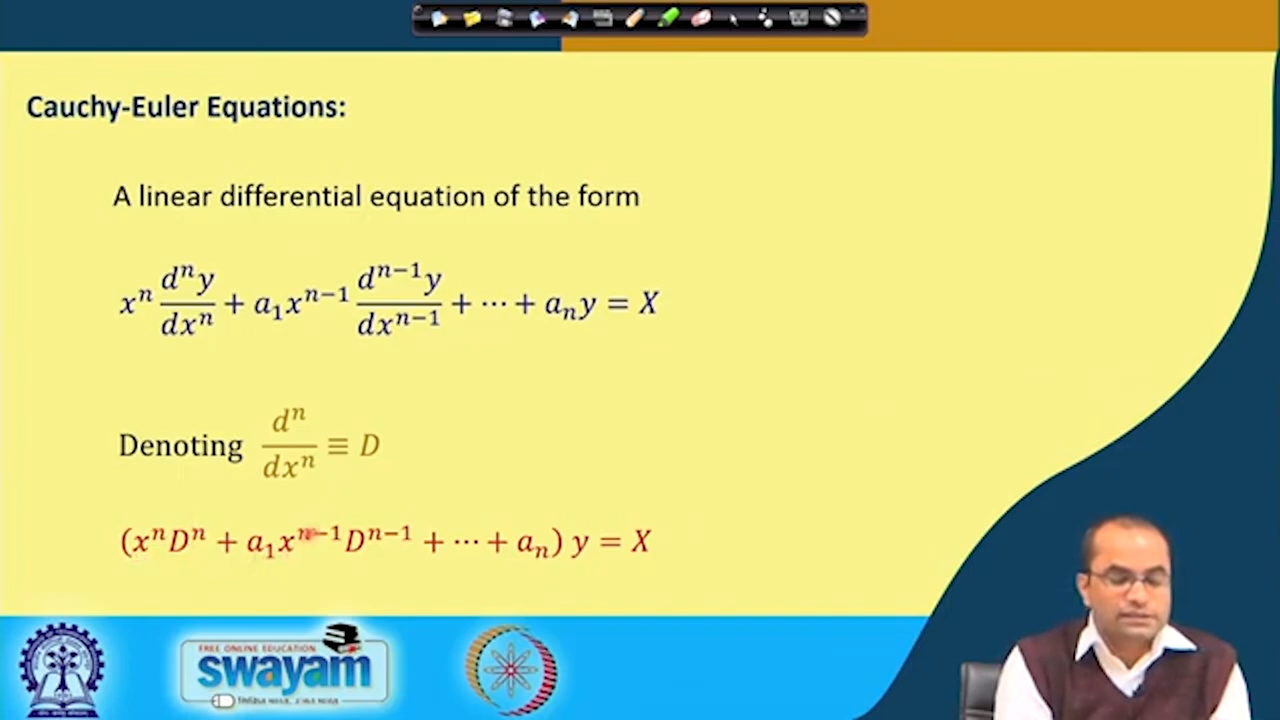 Cauchy-Euler Equations:
A linear differential equation of the form
xⁿ dⁿy/dxⁿ + a₁xⁿ⁻¹ dⁿ⁻¹y/dxⁿ⁻¹ + ⋯ + aₙy = X
Denoting dⁿ/dxⁿ ≡ D
(xⁿDⁿ + a₁xⁿ⁻¹Dⁿ⁻¹ + ⋯ + aₙ) y = X
FREE ONLINE EDUCATION
swayam